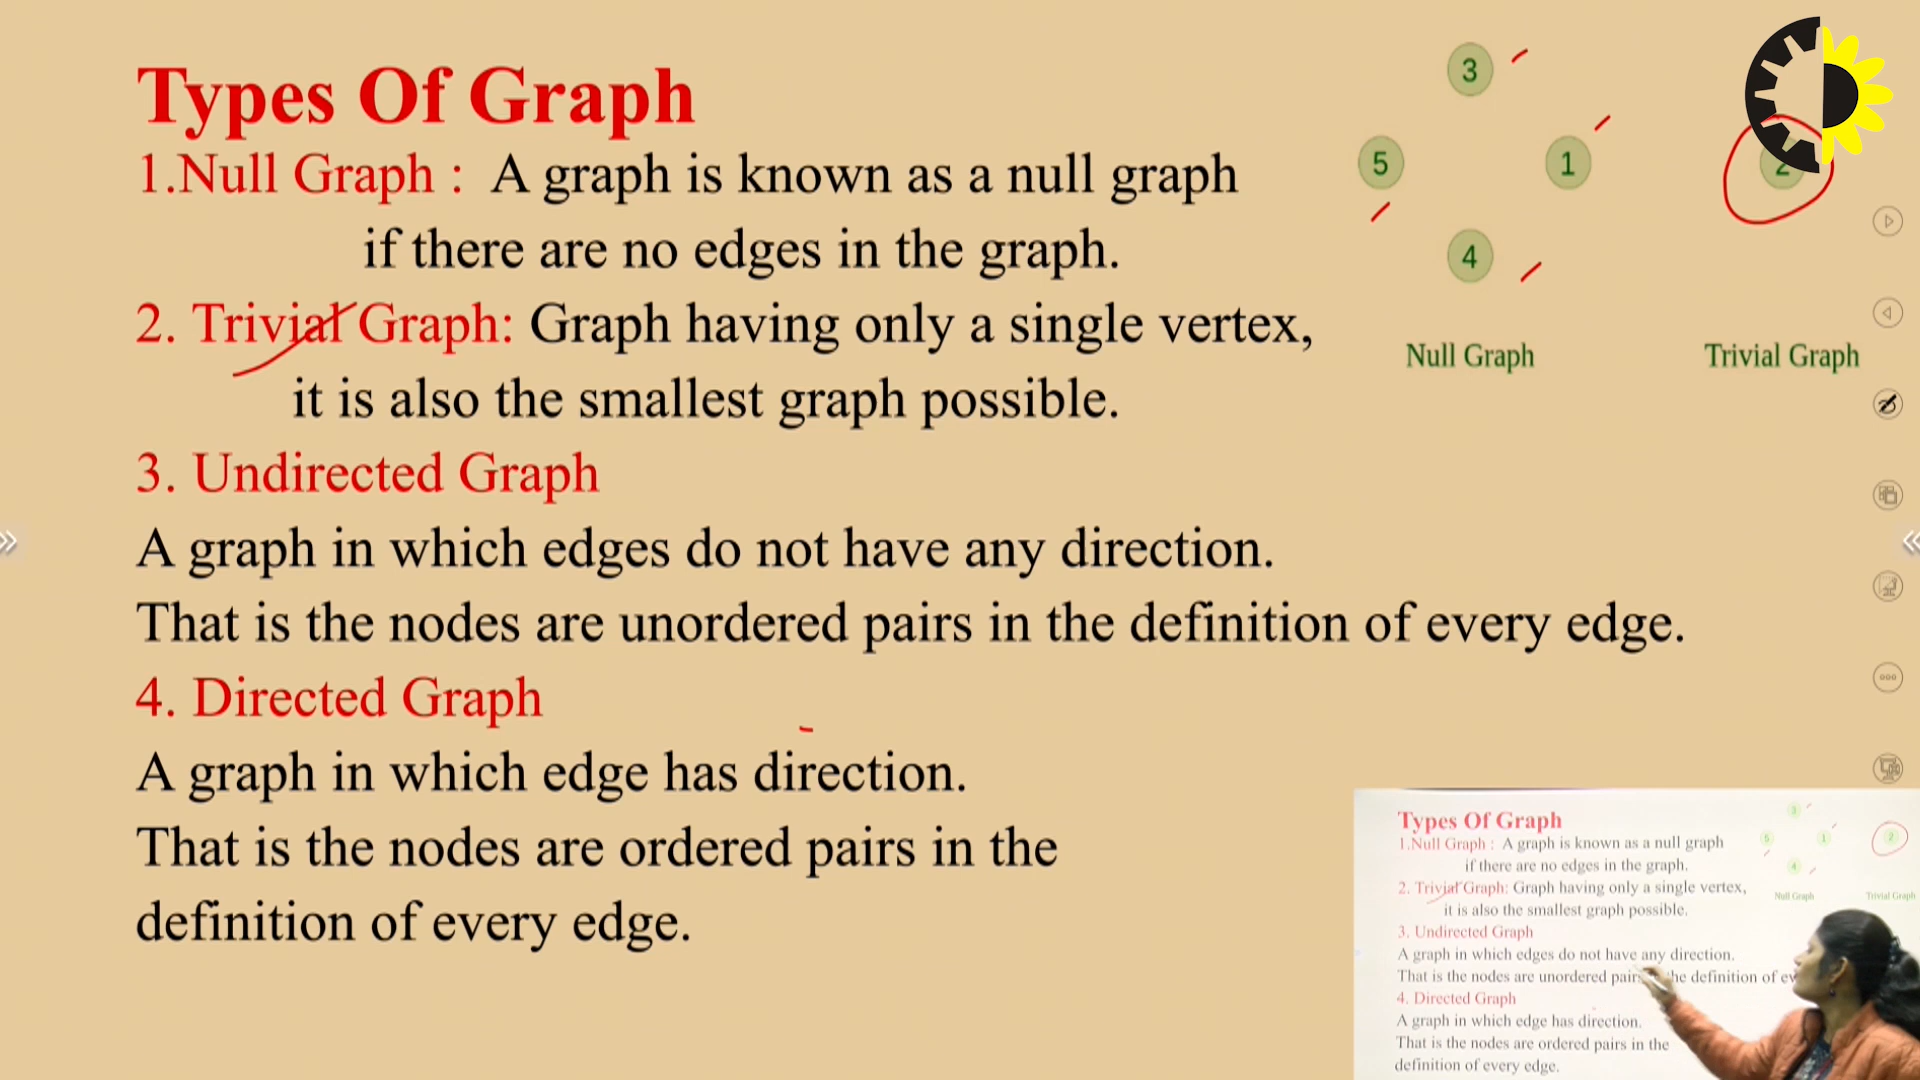 Types Of Graph
1.Null Graph : A graph is known as a null graph
if there are no edges in the graph.
2. Trivial Graph: Graph having only a single vertex,
it is also the smallest graph possible.
3. Undirected Graph
A graph in which edges do not have any direction.
That is the nodes are unordered pairs in the definition of every edge.
4. Directed Graph
A graph in which edge has direction.
That is the nodes are ordered pairs in the
definition of every edge.
3
5
1
4
Null Graph
2
Trivial Graph
Types Of Graph
1.Null Graph : A graph is known as a null graph
if there are no edges in the graph.
2. Trivial Graph: Graph having only a single vertex,
it is also the smallest graph possible.
3. Undirected Graph
A graph in which edges do not have any direction.
That is the nodes are unordered the definition of
4. Directed Graph
A graph in which edge has direction.
That is the nodes are ordered pairs in the
definition of every edge.
3
5
1
4
Null Graph
2
Trivial Graph